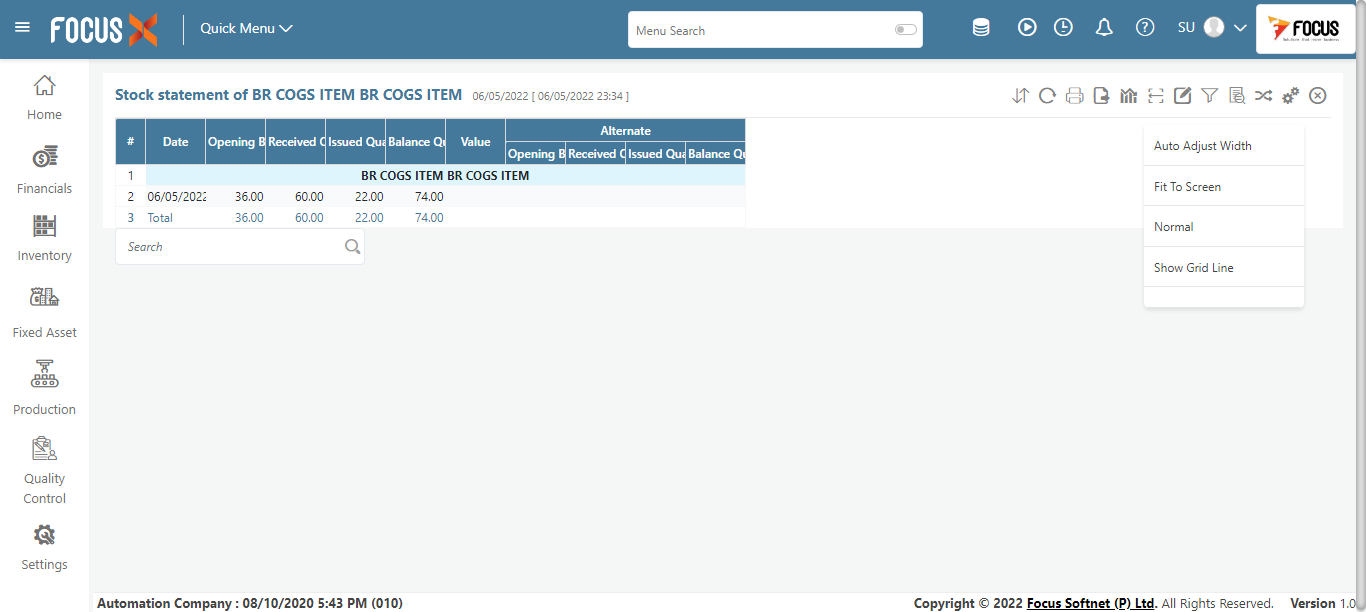 FOCUS X
Quick Menu
Menu Search
SU
FOCUS
Home
Financials
Inventory
Fixed Asset
Production
Quality
Control
Settings
Stock statement of BR COGS ITEM BR COGS ITEM 06/05/2022 [ 06/05/2022 23:34 ]
# Date Opening B Received Q Issued Qua Balance Qu Value Alternate
Opening B Received Q Issued Qua Balance Qu
1 BR COGS ITEM BR COGS ITEM
2 06/05/2022 36.00 60.00 22.00 74.00
3 Total 36.00 60.00 22.00 74.00
Search
Auto Adjust Width
Fit To Screen
Normal
Show Grid Line
Automation Company : 08/10/2020 5:43 PM (010)
Copyright © 2022 Focus Softnet (P) Ltd. All Rights Reserved. Version 1.0